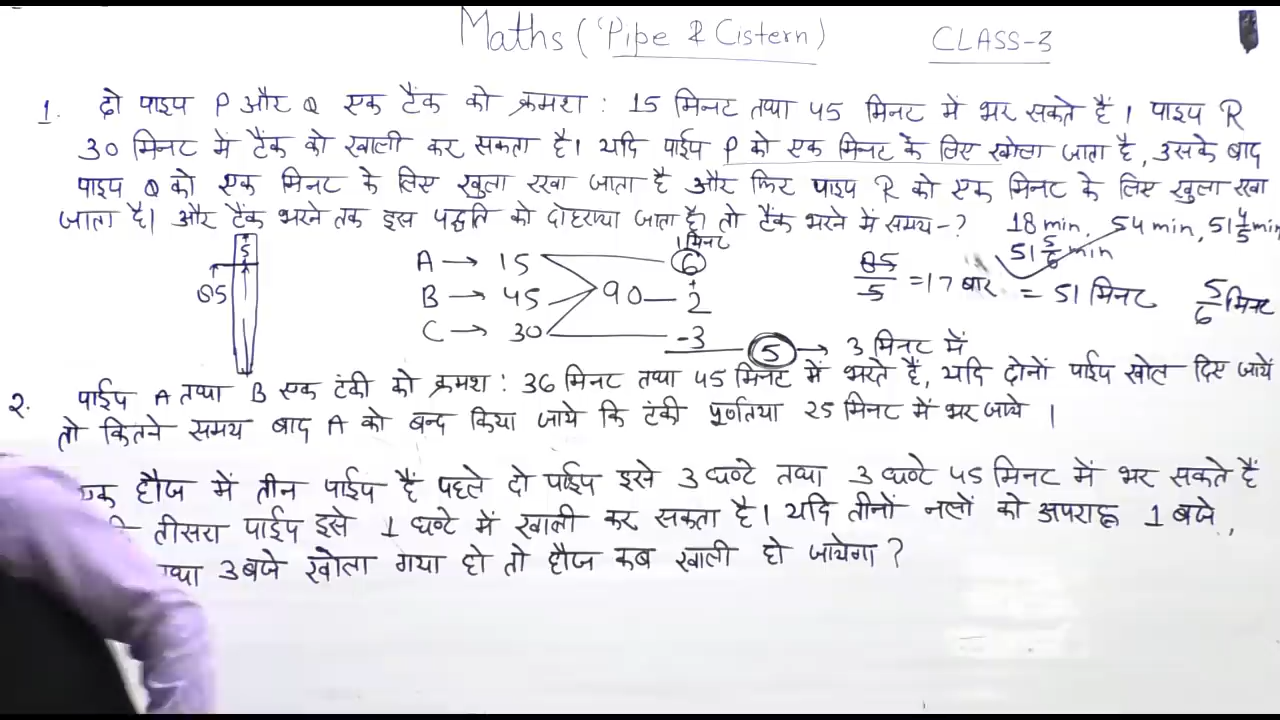 Maths ( 'Pipe & Cistern ) CLASS-3
1. दो पाइप P और Q एक टैंक को क्रमश : 15 मिनट तथा 45 मिनट में भर सकते हैं । पाइप R
30 मिनट में टैंक को खाली कर सकता है। यदि पाईप P को एक मिनट के लिए खोला जाता है, उसके बाद
पाइप Q को एक मिनट के लिए खुला रखा जाता है और फिर पाइप R को एक मिनट के लिए खुला रखा
जाता है। और टैंक भरने तक इस पद्धति को दोहराया जाता है। तो टैंक भरने में समय-? 18 min, 54 min, 51 4/5 min
51 5/6 min
5
85
A → 15
B → 45
C → 30
90
1 मिनट
6
+
2
-3
5 → 3 मिनट में
85/5 = 17 बार = 51 मिनट 5/6 मिनट
2. पाईप A तथा B एक टंकी को क्रमश : 36 मिनट तथा 45 मिनट में भरते हैं, यदि दोनों पाईप खोल दिए जायें
तो कितने समय बाद A को बन्द किया जाये कि टंकी पूर्णतया 25 मिनट में भर जाये ।
हौज में तीन पाईप हैं पहले दो पाईप इसे 3 घण्टे तथा 3 घण्टे 45 मिनट में भर सकते हैं
तीसरा पाईप इसे 1 घण्टे में खाली कर सकता है। यदि तीनों नलों को अपराह्न 1 बजे,
3 बजे खोला गया हो तो हौज कब खाली हो जायेगा ?